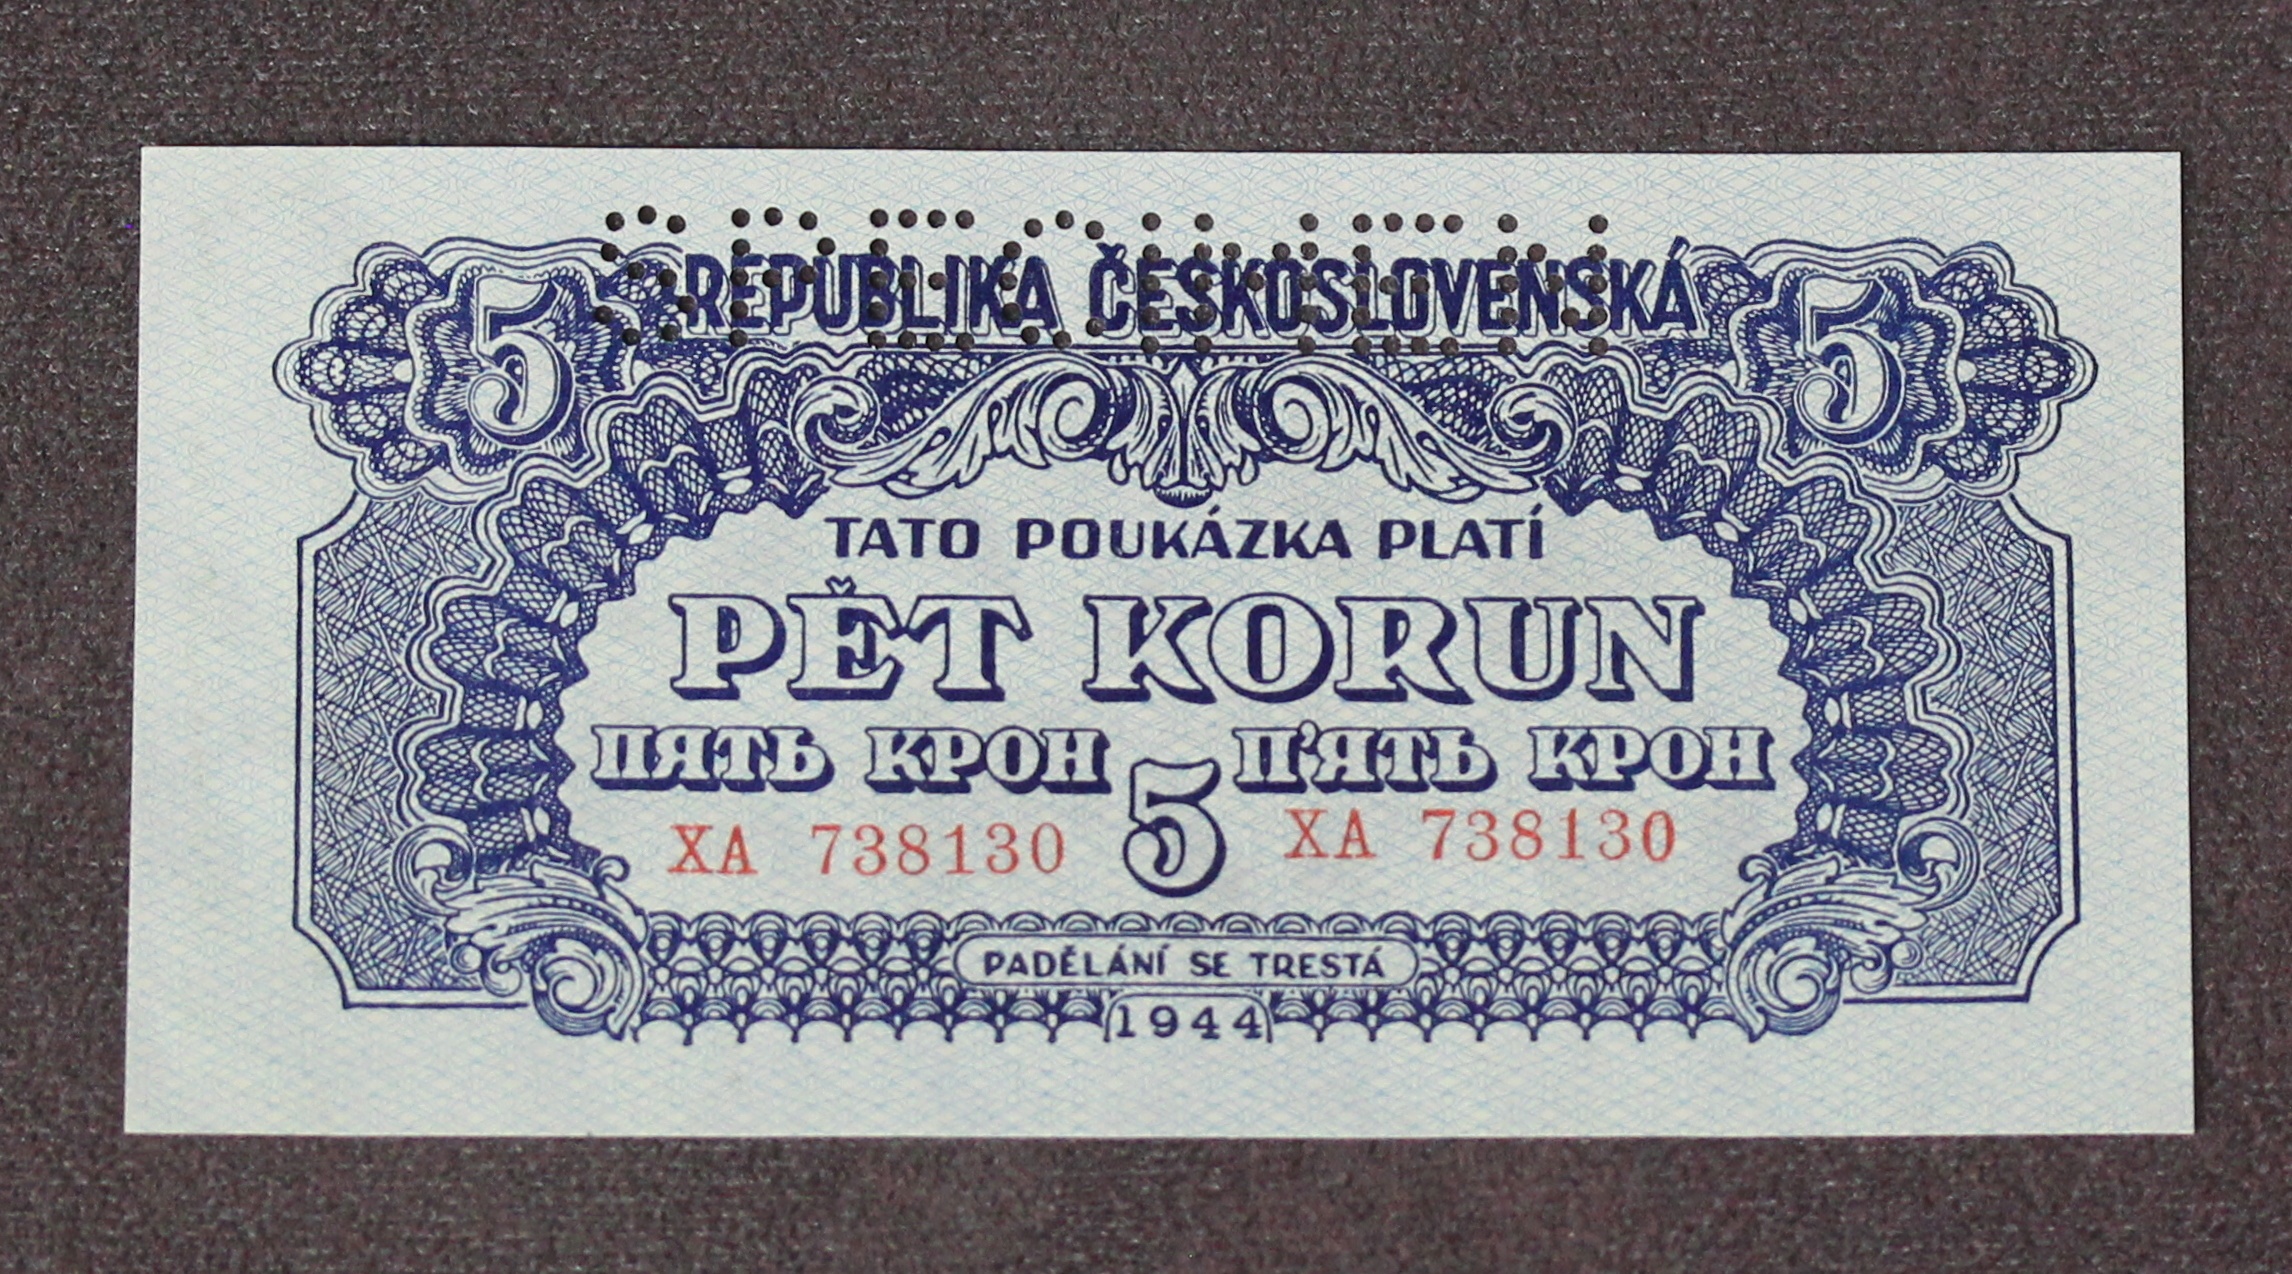 SPECIMEN
5 REPUBLIKA ČESKOSLOVENSKÁ 5
TATO POUKÁZKA PLATÍ
PĚT KORUN
ПЯТЬ КРОН П'ЯТЬ КРОН
XA 738130 5 XA 738130
PADĚLÁNÍ SE TRESTÁ
1944